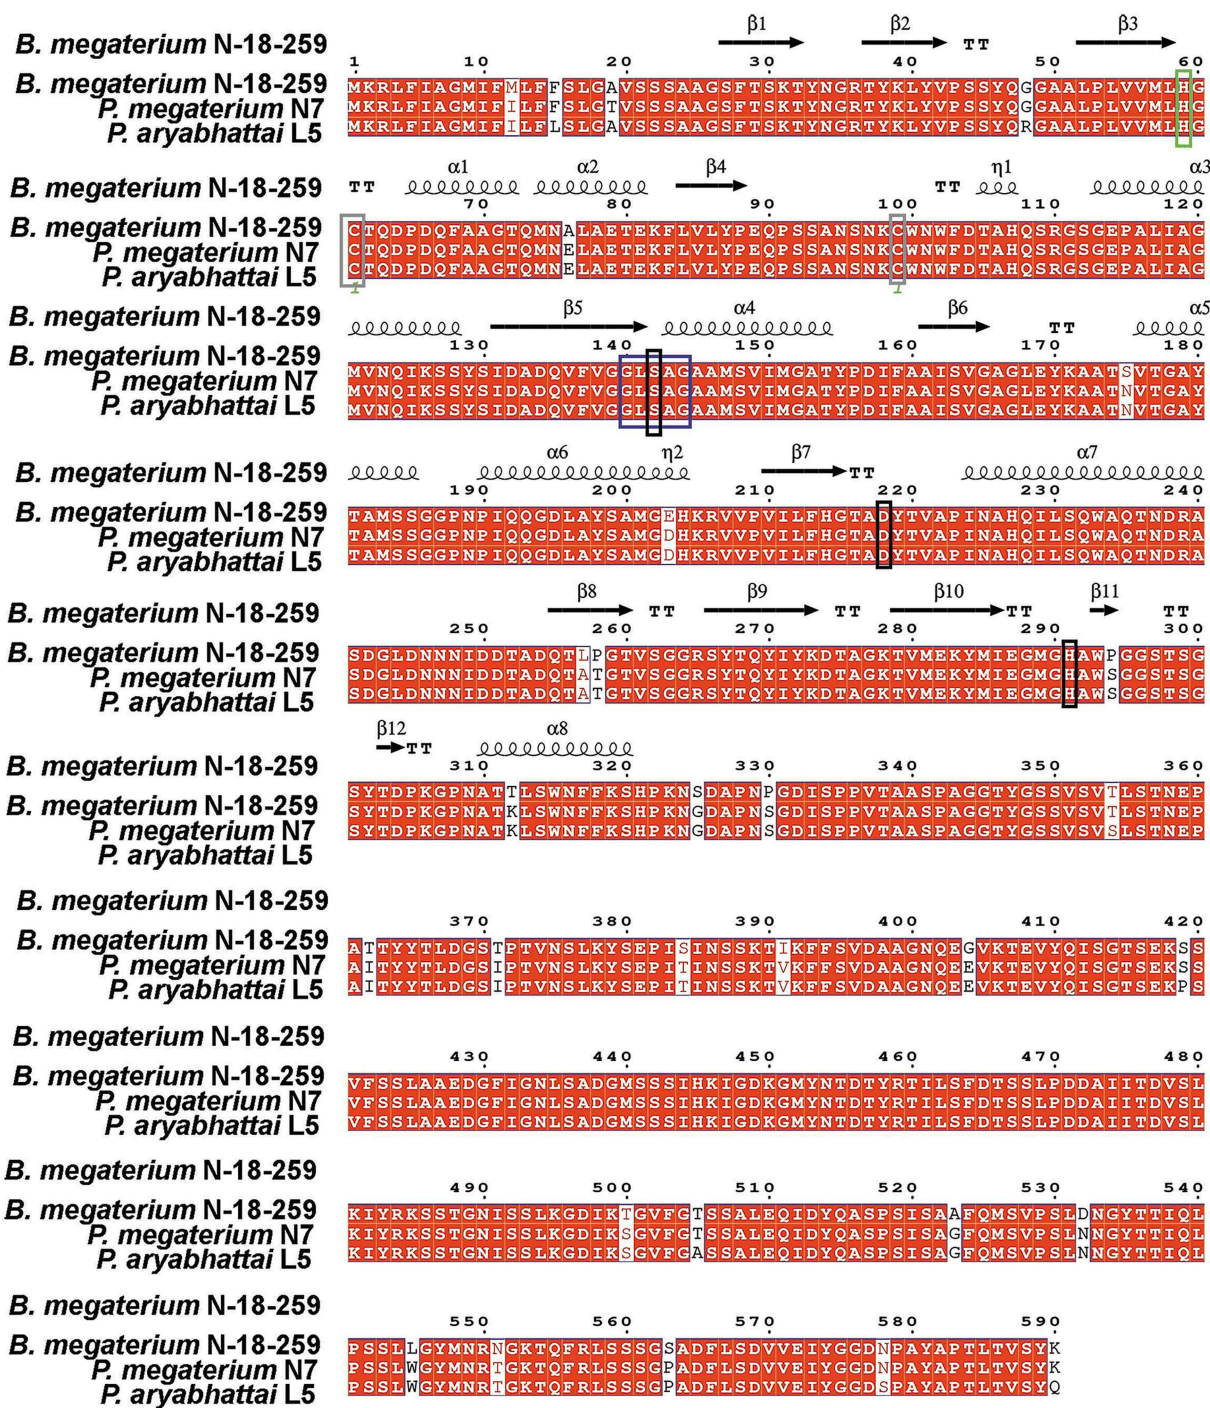 β1 β2 β3
B. megaterium N-18-259 TT
1 10 20 30 40 50 60
B. megaterium N-18-259 MKRLFIAGMIFMLFFSLGAVSSSAAGSFTSKTYNGRTYKLYVPSSYQGGAALPLVVMLHG
P. megaterium N7 MKRLFIAGMIFILFFSLGTVSSSAAGSFTSKTYNGRTYKLYVPSSYQGGAALPLVVMLHG
P. aryabhattai L5 MKRLFIAGMIFILFLSLGAVSSSAAGSFTSKTYNGRTYKLYVPSSYQRGAALPLVVMLHG
α1 α2 β4 η1 α3
B. megaterium N-18-259 TT TT
70 80 90 100 110 120
B. megaterium N-18-259 CTQDPDQFAAGTQMNALAETEKFLVLYPEQPSSANSNKCWNWFDTAHQSRGSGEPALIAG
P. megaterium N7 CTQDPDQFAAGTQMNELAETEKFLVLYPEQPSSANSNKCWNWFDTAHQSRGSGEPALIAG
P. aryabhattai L5 CTQDPDQFAAGTQMNELAETEKFLVLYPEQPSSANSNKCWNWFDTAHQSRGSGEPALIAG
1 1
β5 α4 β6 α5
B. megaterium N-18-259 TT
130 140 150 160 170 180
B. megaterium N-18-259 MVNQIKSSYSIDADQVFVGGLSAGAAMSVIMGATYPDIFAAISVGAGLEYKAATSVTGAY
P. megaterium N7 MVNQIKSSYSIDADQVFVGGLSAGAAMSVIMGATYPDIFAAISVGAGLEYKAATNVTGAY
P. aryabhattai L5 MVNQIKSSYSIDADQVFVGGLSAGAAMSVIMGATYPDIFAAISVGAGLEYKAATNVTGAY
α6 η2 β7 α7
B. megaterium N-18-259 TT
190 200 210 220 230 240
B. megaterium N-18-259 TAMSSGGPNPIQQGDLAYSAMGEHKRVVPVILFHGTADYTVAPINAHQILSQWAQTNDRA
P. megaterium N7 TAMSSGGPNPIQQGDLAYSAMGDHKRVVPVILFHGTADYTVAPINAHQILSQWAQTNDRA
P. aryabhattai L5 TAMSSGGPNPIQQGDLAYSAMGDHKRVVPVILFHGTADYTVAPINAHQILSQWAQTNDRA
β8 β9 β10 β11
B. megaterium N-18-259 TT TT TT TT
250 260 270 280 290 300
B. megaterium N-18-259 SDGLDNNNIDDTADQTLPGTVSGGRSYTQYIYKDTAGKTVMEKYMIEGMGHAWPGGSTSG
P. megaterium N7 SDGLDNNNIDDTADQTATGTVSGGRSYTQYIYKDTAGKTVMEKYMIEGMGHAWSGGSTSG
P. aryabhattai L5 SDGLDNNNIDDTADQTATGTVSGGRSYTQYIYKDTAGKTVMEKYMIEGMGHAWSGGSTSG
β12 α8
B. megaterium N-18-259 TT
310 320 330 340 350 360
B. megaterium N-18-259 SYTDPKGPNATTLSWNFFKSHPKNSDAPNPGDISPPVTAASPAGGTYGSSVSVTLSTNEP
P. megaterium N7 SYTDPKGPNATKLSWNFFKSHPKNGDAPNSGDISPPVTAASPAGGTYGSSVSVTLSTNEP
P. aryabhattai L5 SYTDPKGPNATKLSWNFFKSHPKNGDAPNSGDISPPVTAASPAGGTYGSSVSVSLSTNEP
B. megaterium N-18-259
370 380 390 400 410 420
B. megaterium N-18-259 ATTYYTLDGSTPTVNSLKYSEPISINSSKTIKFFSVDAAGNQEGVKTEVYQISGTSEKSS
P. megaterium N7 AITYYTLDGSIPTVNSLKYSEPITINSSKTVKFFSVDAAGNQEEVKTEVYQISGTSEKSS
P. aryabhattai L5 AITYYTLDGSIPTVNSLKYSEPITINSSKTVKFFSVDAAGNQEEVKTEVYQISGTSEKPS
B. megaterium N-18-259
430 440 450 460 470 480
B. megaterium N-18-259 VFSSLAAEDGFIGNLSADGMSSSIHKIGDKGMYNTDTYRTILSFDTSSLPDDAIITDVSL
P. megaterium N7 VFSSLAAEDGFIGNLSADGMSSSIHKIGDKGMYNTDTYRTILSFDTSSLPDDAIITDVSL
P. aryabhattai L5 VFSSLAAEDGFIGNLSADGMSSSIHKIGDKGMYNTDTYRTILSFDTSSLPDDAIITDVSL
B. megaterium N-18-259
490 500 510 520 530 540
B. megaterium N-18-259 KIYRKSSTGNISSLKGDIKTGVFGTSSALEQIDYQASPSISAAFQMSVPSLDNGYTTIQL
P. megaterium N7 KIYRKSSTGNISSLKGDIKSGVFGTSSALEQIDYQASPSISAGFQMSVPSLNNGYTTIQL
P. aryabhattai L5 KIYRKSSTGNISSLKGDIKSGVFGASSALEQIDYQASPSISAGFQMSVPSLNNGYTTIQL
B. megaterium N-18-259
550 560 570 580 590
B. megaterium N-18-259 PSSLLGYMNRNGKTQFRLSSSGSADFLSDVVEIYGGDNPAYAPTLTVSYK
P. megaterium N7 PSSLWGYMNRTGKTQFRLSSSGPADFLSDVVEIYGGDNPAYAPTLTVSYK
P. aryabhattai L5 PSSLWGYMNRTGKTQFRLSSSGPADFLSDVVEIYGGDSPAYAPTLTVSYQ